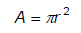 A = πr²